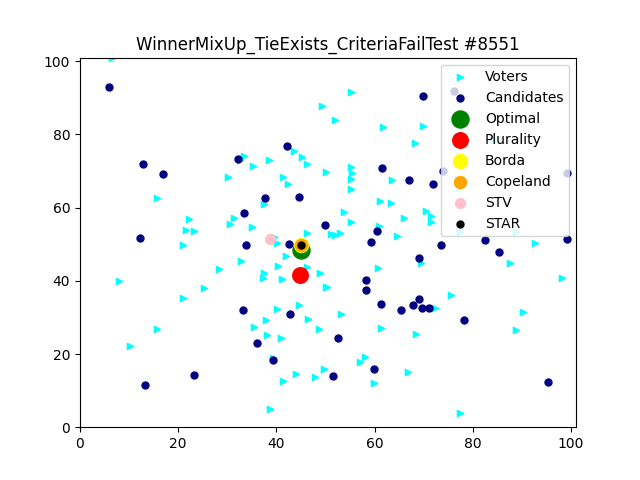 WinnerMixUp_TieExists_CriteriaFailTest #8551
100
80
60
40
20
0
0 20 40 60 80 100
Voters
Candidates
Optimal
Plurality
Borda
Copeland
STV
STAR